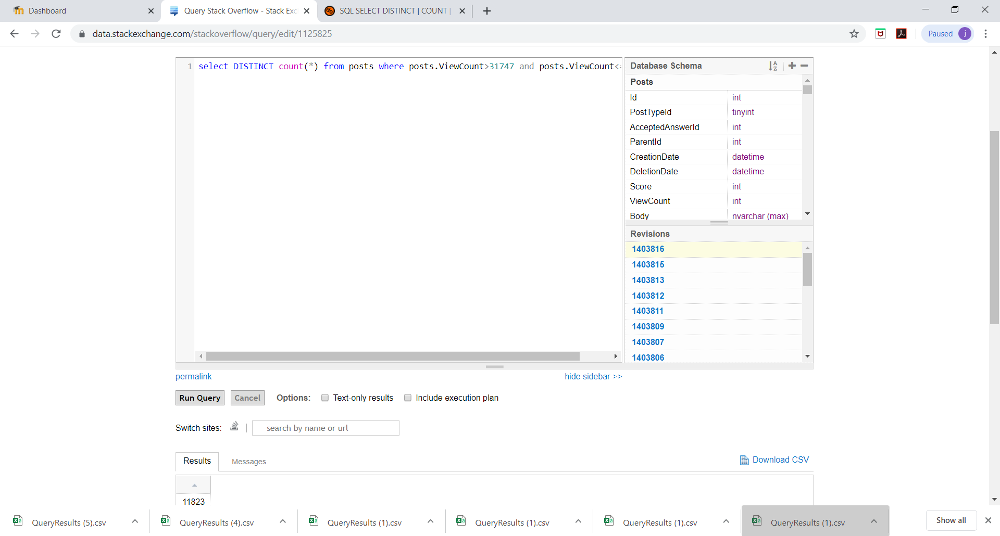 Dashboard
Query Stack Overflow - Stack Exc
SQL SELECT DISTINCT | COUNT |
data.stackexchange.com/stackoverflow/query/edit/1125825
Paused
j
1 select DISTINCT count(*) from posts where posts.ViewCount>31747 and posts.ViewCount<=
Database Schema
Posts
Id int
PostTypeId tinyint
AcceptedAnswerId int
ParentId int
CreationDate datetime
DeletionDate datetime
Score int
ViewCount int
Body nvarchar (max)
Revisions
1403816
1403815
1403813
1403812
1403811
1403809
1403807
1403806
permalink
hide sidebar >>
Run Query Cancel Options: Text-only results Include execution plan
Switch sites: | search by name or url
Results Messages
Download CSV
11823
QueryResults (5).csv
QueryResults (4).csv
QueryResults (1).csv
QueryResults (1).csv
QueryResults (1).csv
QueryResults (1).csv
Show all